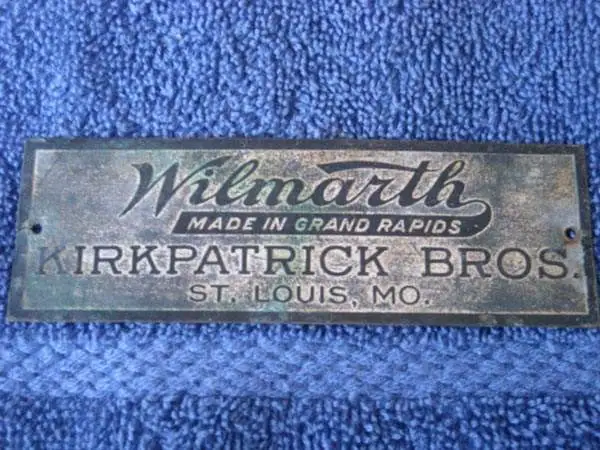 Wilmarth
MADE IN GRAND RAPIDS
KIRKPATRICK BROS.
ST. LOUIS, MO.